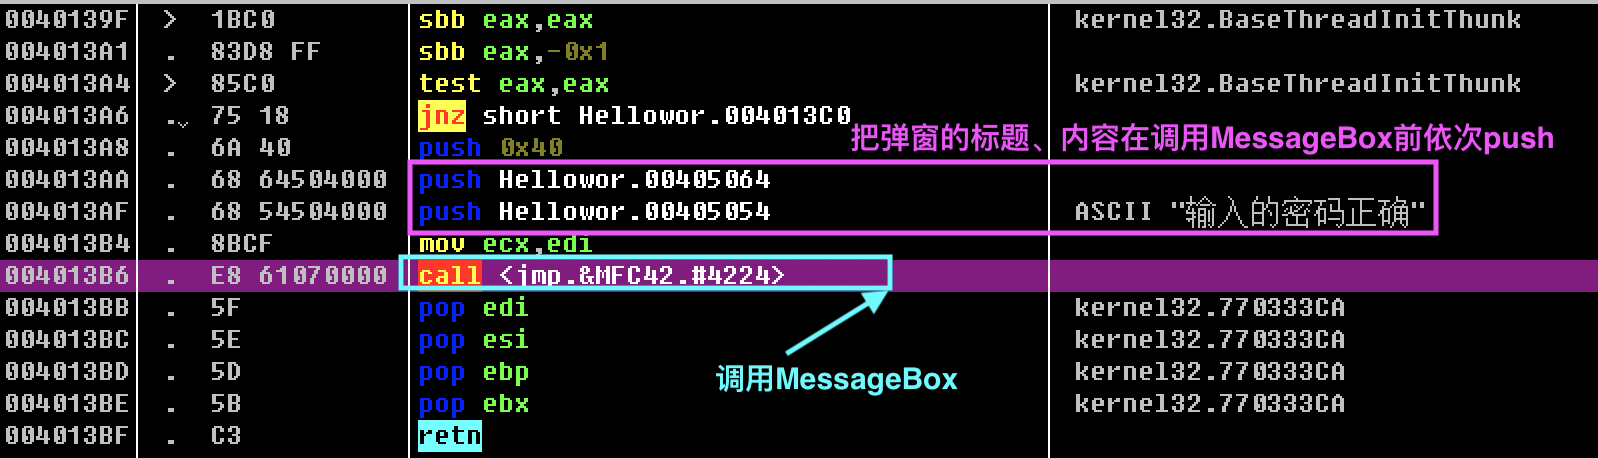 0040139F > 1BC0 sbb eax,eax kernel32.BaseThreadInitThunk
004013A1 . 83D8 FF sbb eax,-0x1
004013A4 > 85C0 test eax,eax kernel32.BaseThreadInitThunk
004013A6 .. 75 18 jnz short Hellowor.004013C0
把弹窗的标题、内容在调用MessageBox前依次push
004013A8 . 6A 40 push 0x40
004013AA . 68 64504000 push Hellowor.00405064
004013AF . 68 54504000 push Hellowor.00405054 ASCII "输入的密码正确"
004013B4 . 8BCF mov ecx,edi
004013B6 . E8 61070000 call <jmp.&MFC42.#4224>
004013BB . 5F pop edi kernel32.770333CA
004013BC . 5E pop esi kernel32.770333CA
004013BD . 5D pop ebp kernel32.770333CA
调用MessageBox
004013BE . 5B pop ebx kernel32.770333CA
004013BF . C3 retn